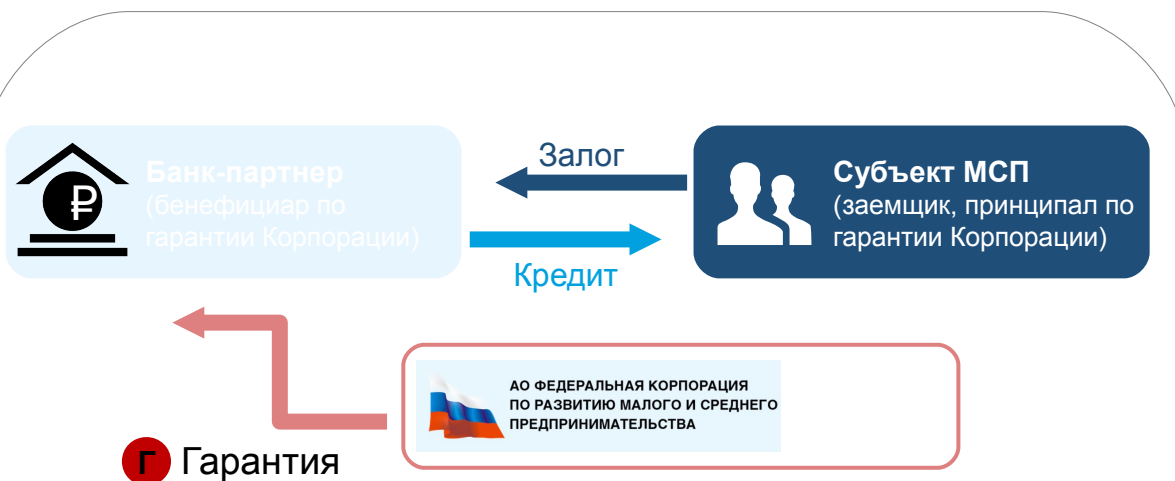 Банк-партнер
(бенефициар по
гарантии Корпорации)
Залог
Кредит
Субъект МСП
(заемщик, принципал по
гарантии Корпорации)
АО ФЕДЕРАЛЬНАЯ КОРПОРАЦИЯ
ПО РАЗВИТИЮ МАЛОГО И СРЕДНЕГО
ПРЕДПРИНИМАТЕЛЬСТВА
Г Гарантия